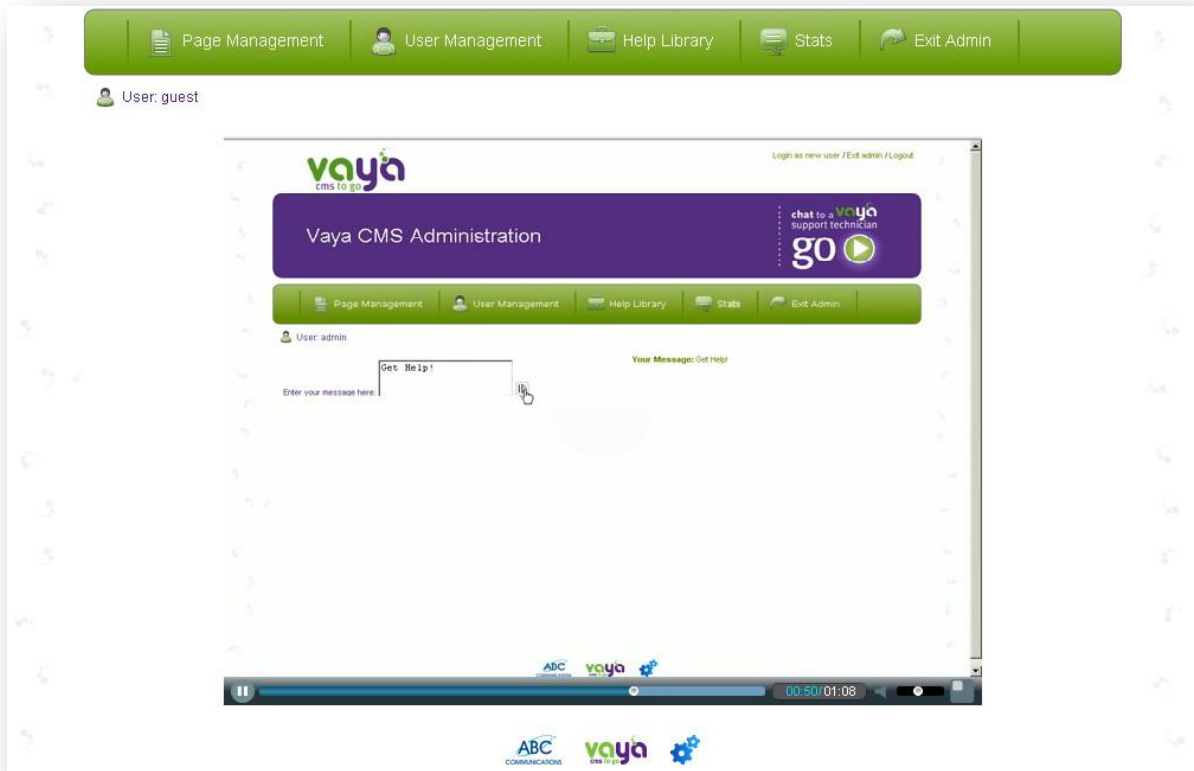 Page Management User Management Help Library Stats Exit Admin
User: guest
vaya
cms to go
Login as new user / Exit admin / Logout
Vaya CMS Administration
chat to a vaya
support technician
go
Page Management User Management Help Library Stats Exit Admin
User: admin
Your Message: Get Help!
Get Help!
Enter your message here:
ABC
COMMUNICATIONS
vaya
00:50/01:08
ABC
COMMUNICATIONS
vaya
cms to go